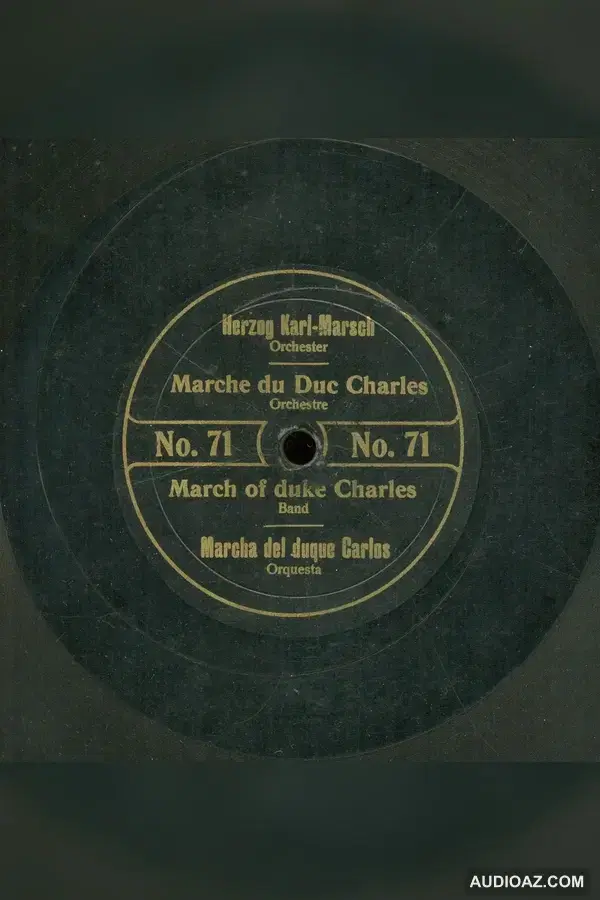 Herzog Karl-Marsch
Orchester
Marche du Duc Charles
Orchestre
No. 71 No. 71
March of duke Charles
Band
Marcha del duque Carlos
Orquesta
AUDIOAZ.COM